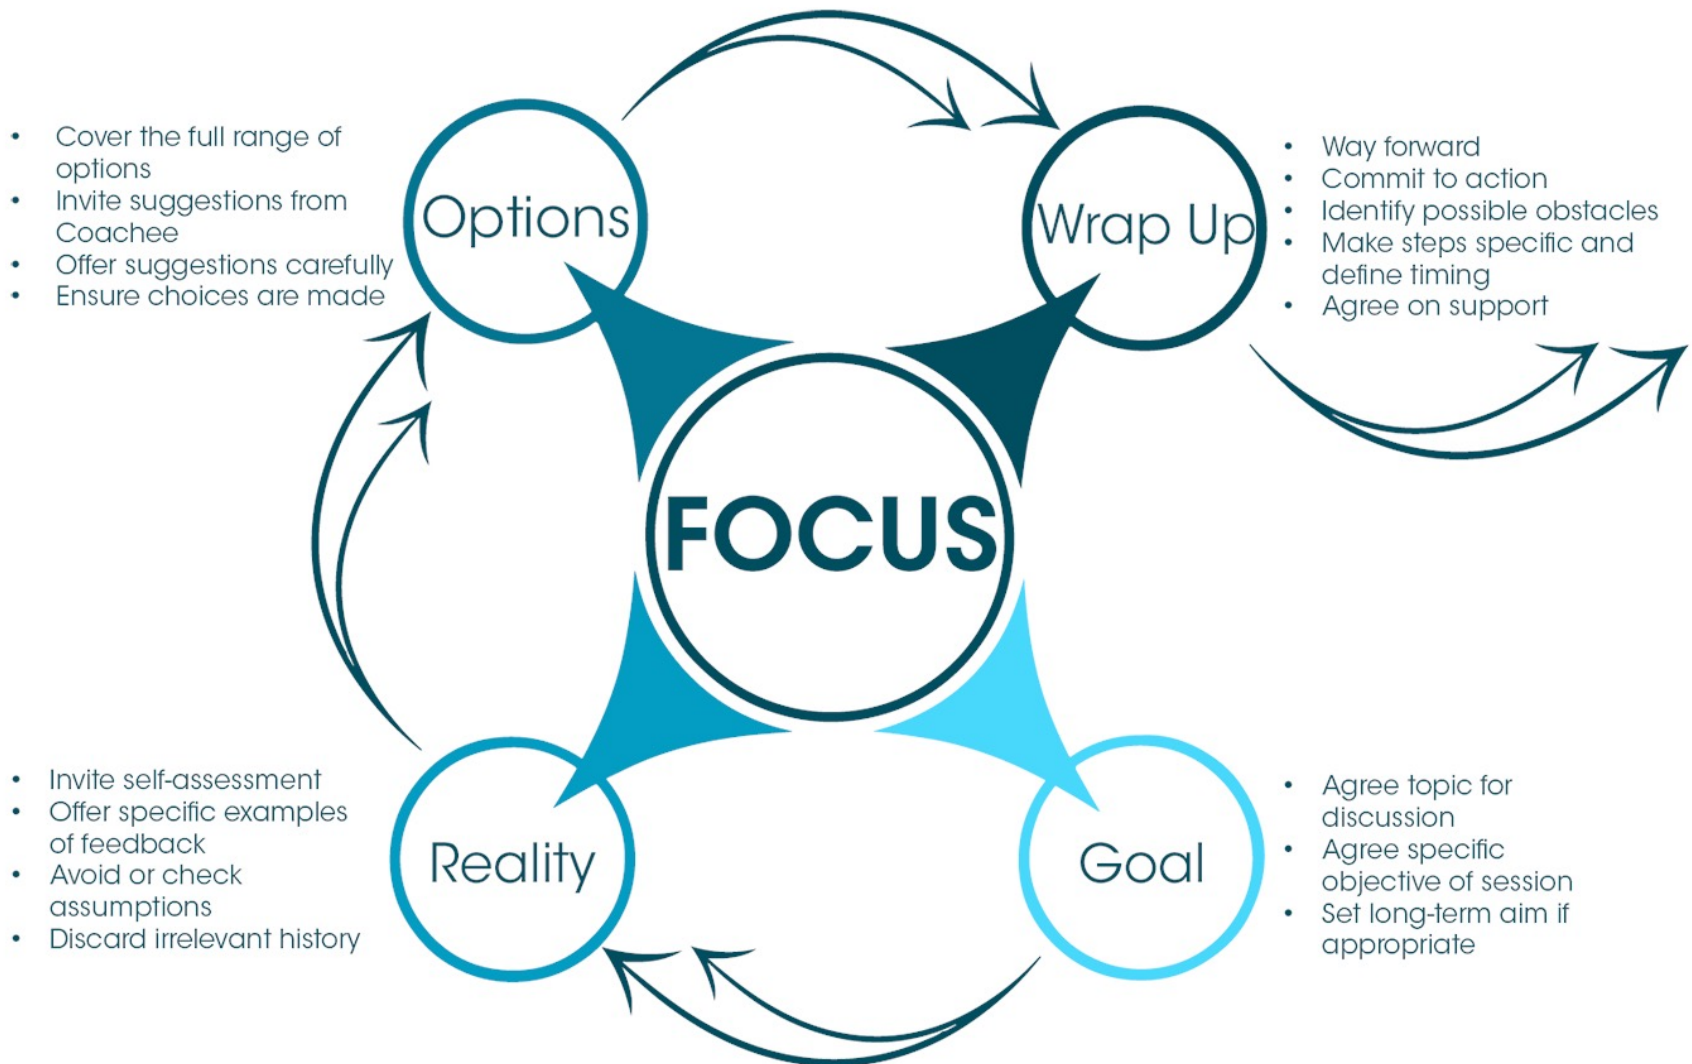 • Cover the full range of
options
• Invite suggestions from
Coachee
• Offer suggestions carefully
• Ensure choices are made
Options
Wrap Up
• Way forward
• Commit to action
• Identify possible obstacles
• Make steps specific and
define timing
• Agree on support
FOCUS
• Invite self-assessment
• Offer specific examples
of feedback
• Avoid or check
assumptions
• Discard irrelevant history
Reality
Goal
• Agree topic for
discussion
• Agree specific
objective of session
• Set long-term aim if
appropriate